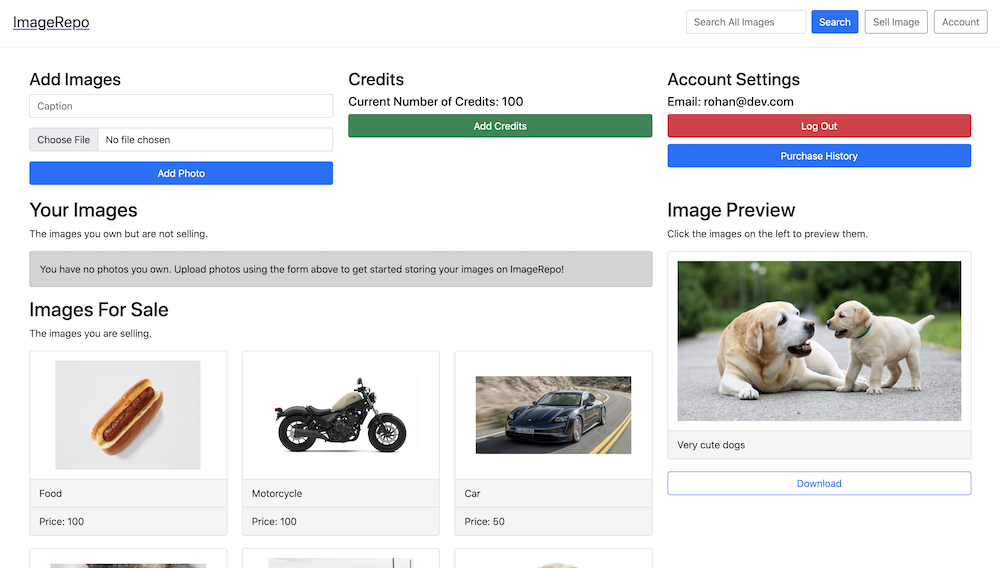 ImageRepo
Search All Images
Search
Sell Image
Account
Add Images
Caption
Choose File No file chosen
Add Photo
Credits
Current Number of Credits: 100
Add Credits
Account Settings
Email: rohan@dev.com
Log Out
Purchase History
Your Images
The images you own but are not selling.
You have no photos you own. Upload photos using the form above to get started storing your images on ImageRepo!
Images For Sale
The images you are selling.
Food
Price: 100
Motorcycle
Price: 100
Car
Price: 50
Image Preview
Click the images on the left to preview them.
Very cute dogs
Download